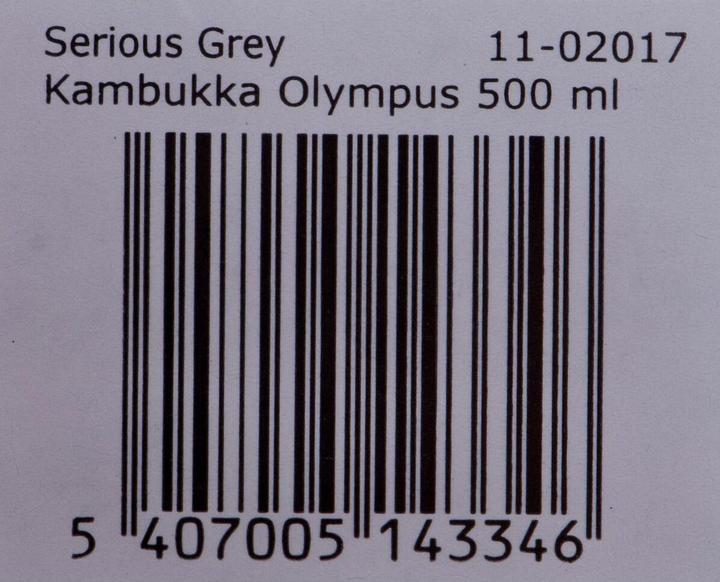 Serious Grey 11-02017
Kambukka Olympus 500 ml
5 407005 143346